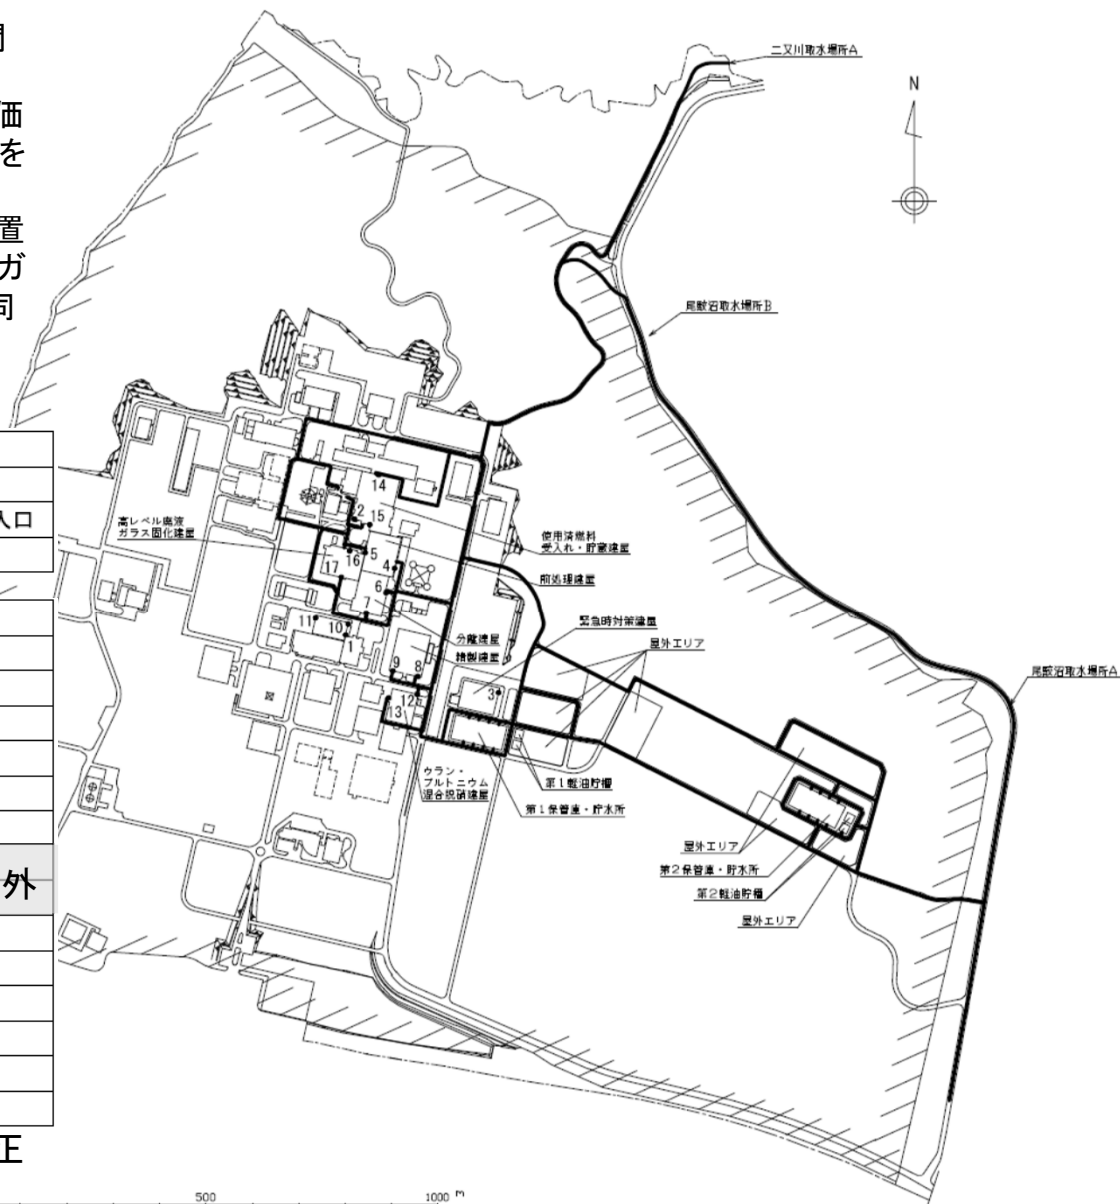 間
価
を
置
ガ
同
入口
外
正
二又川取水場所A
N
尾駮沼取水場所B
14
2
15
高レベル廃液
ガラス固化建屋
使用済燃料
受入れ・貯蔵建屋
16
5
4
17
前処理建屋
6
7
緊急時対策建屋
11
10
分離建屋
屋外エリア
1
精製建屋
尾駮沼取水場所A
9
8
3
12
13
ウラン・
プルトニウム
混合脱硝建屋
第1軽油貯槽
第1保管庫・貯水所
屋外エリア
第2保管庫・貯水所
第2軽油貯槽
屋外エリア
500
1000 m